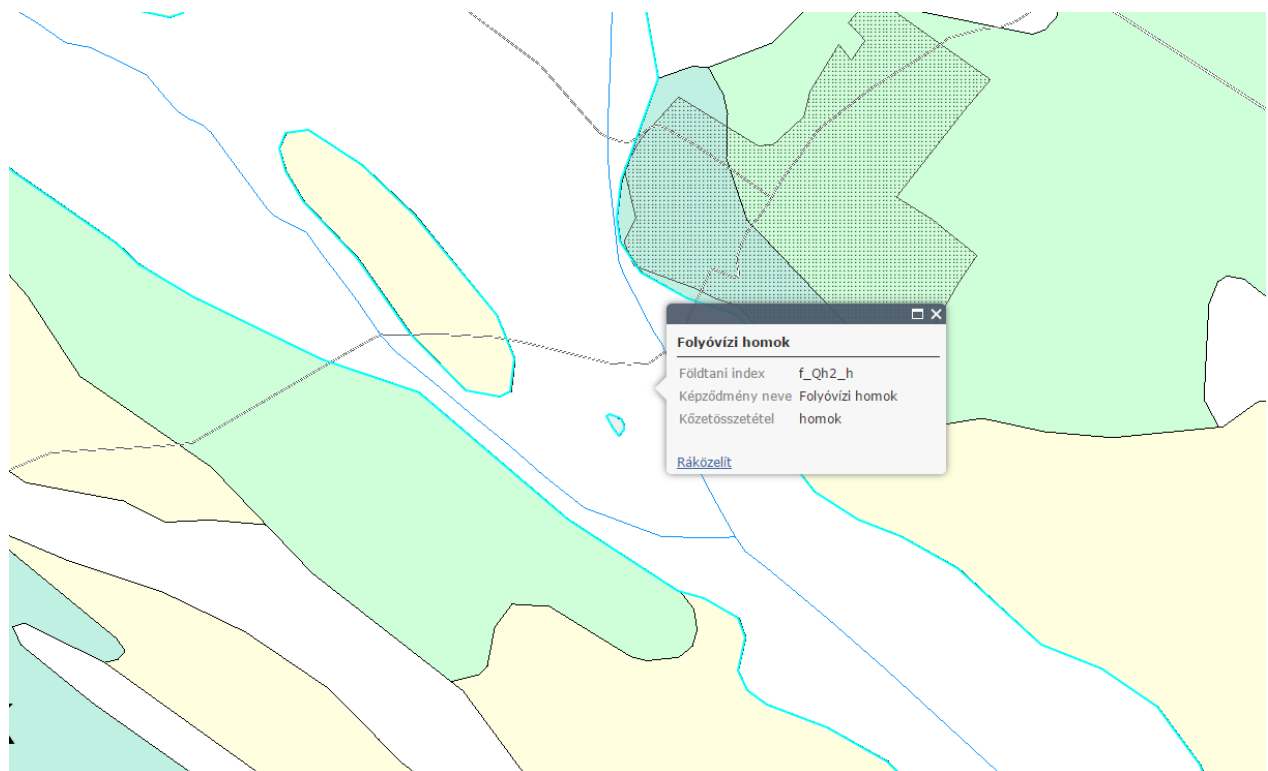 Folyóvízi homok
Földtani index f_Qh2_h
Képződmény neve Folyóvízi homok
Kőzetösszetétel homok
Ráközelít